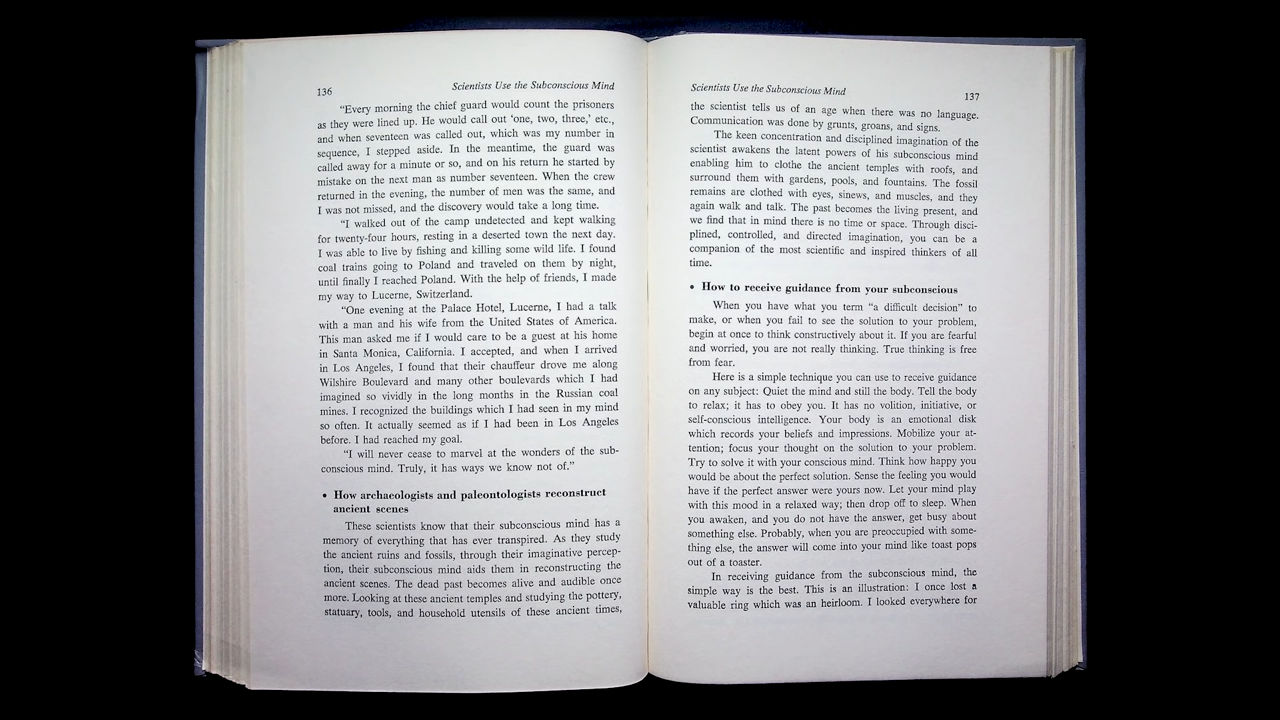 136
Scientists Use the Subconscious Mind
“Every morning the chief guard would count the prisoners
as they were lined up. He would call out ‘one, two, three,’ etc.,
and when seventeen was called out, which was my number in
sequence, I stepped aside. In the meantime, the guard was
called away for a minute or so, and on his return he started by
mistake on the next man as number seventeen. When the crew
returned in the evening, the number of men was the same, and
I was not missed, and the discovery would take a long time.
“I walked out of the camp undetected and kept walking
for twenty-four hours, resting in a deserted town the next day.
I was able to live by fishing and killing some wild life. I found
coal trains going to Poland and traveled on them by night,
until finally I reached Poland. With the help of friends, I made
my way to Lucerne, Switzerland.
“One evening at the Palace Hotel, Lucerne, I had a talk
with a man and his wife from the United States of America.
This man asked me if I would care to be a guest at his home
in Santa Monica, California. I accepted, and when I arrived
in Los Angeles, I found that their chauffeur drove me along
Wilshire Boulevard and many other boulevards which I had
imagined so vividly in the long months in the Russian coal
mines. I recognized the buildings which I had seen in my mind
so often. It actually seemed as if I had been in Los Angeles
before. I had reached my goal.
“I will never cease to marvel at the wonders of the sub-
conscious mind. Truly, it has ways we know not of.”
• How archaeologists and paleontologists reconstruct
ancient scenes
These scientists know that their subconscious mind has a
memory of everything that has ever transpired. As they study
the ancient ruins and fossils, through their imaginative percep-
tion, their subconscious mind aids them in reconstructing the
ancient scenes. The dead past becomes alive and audible once
more. Looking at these ancient temples and studying the pottery,
statuary, tools, and household utensils of these ancient times,
Scientists Use the Subconscious Mind
137
the scientist tells us of an age when there was no language.
Communication was done by grunts, groans, and signs.
The keen concentration and disciplined imagination of the
scientist awakens the latent powers of his subconscious mind
enabling him to clothe the ancient temples with roofs, and
surround them with gardens, pools, and fountains. The fossil
remains are clothed with eyes, sinews, and muscles, and they
again walk and talk. The past becomes the living present, and
we find that in mind there is no time or space. Through disci-
plined, controlled, and directed imagination, you can be a
companion of the most scientific and inspired thinkers of all
time.
• How to receive guidance from your subconscious
When you have what you term “a difficult decision” to
make, or when you fail to see the solution to your problem,
begin at once to think constructively about it. If you are fearful
and worried, you are not really thinking. True thinking is free
from fear.
Here is a simple technique you can use to receive guidance
on any subject: Quiet the mind and still the body. Tell the body
to relax; it has to obey you. It has no volition, initiative, or
self-conscious intelligence. Your body is an emotional disk
which records your beliefs and impressions. Mobilize your at-
tention; focus your thought on the solution to your problem.
Try to solve it with your conscious mind. Think how happy you
would be about the perfect solution. Sense the feeling you would
have if the perfect answer were yours now. Let your mind play
with this mood in a relaxed way; then drop off to sleep. When
you awaken, and you do not have the answer, get busy about
something else. Probably, when you are preoccupied with some-
thing else, the answer will come into your mind like toast pops
out of a toaster.
In receiving guidance from the subconscious mind, the
simple way is the best. This is an illustration: I once lost a
valuable ring which was an heirloom. I looked everywhere for